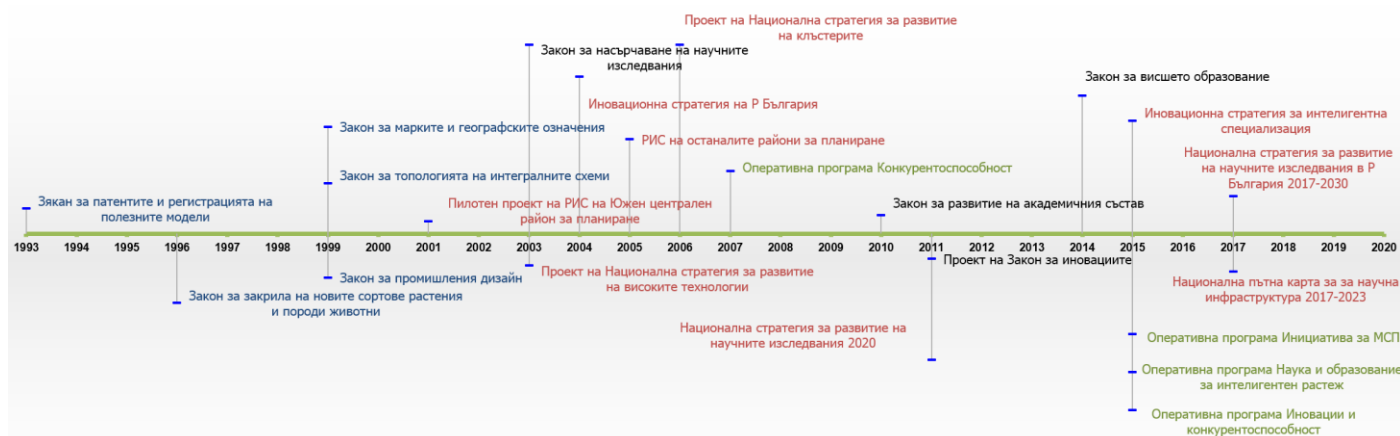 Проект на Национална стратегия за развитие
на клъстерите
Закон за насърчаване на научните
изследвания
Закон за висшето образование
Иновационна стратегия на Р България
Иновационна стратегия за интелигентна
специализация
Закон за марките и географските означения
РИС на останалите райони за планиране
Национална стратегия за развитие
на научните изследвания в Р
България 2017-2030
Оперативна програма Конкурентоспособност
Закон за топологията на интегралните схеми
Зякан за патентите и регистрацията на
полезните модели
Пилотен проект на РИС на Южен централен
район за планиране
Закон за развитие на академичния състав
1993 1994 1995 1996 1997 1998 1999 2000 2001 2002 2003 2004 2005 2006 2007 2008 2009 2010 2011 2012 2013 2014 2015 2016 2017 2018 2019 2020
Проект на Закон за иновациите
Закон за промишления дизайн
Проект на Национална стратегия за развитие
на високите технологии
Национална пътна карта за за научна
инфраструктура 2017-2023
Закон за закрила на новите сортове растения
и породи животни
Национална стратегия за развитие на
научните изследвания 2020
Оперативна програма Инициатива за МСП
Оперативна програма Наука и образование
за интелигентен растеж
Оперативна програма Иновации и
конкурентоспособност